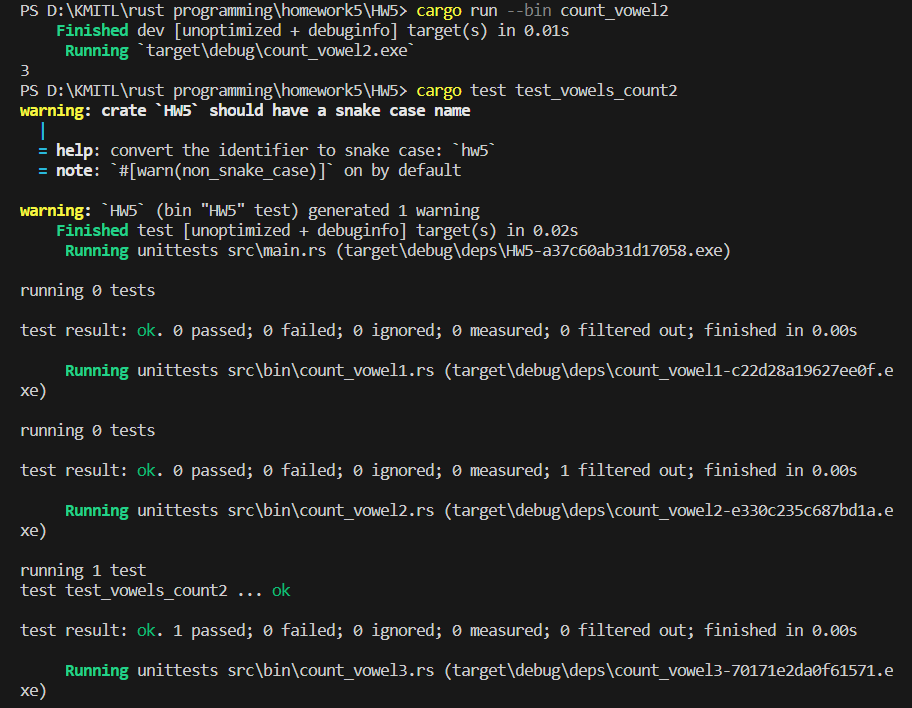 PS D:\KMITL\rust programming\homework5\HW5> cargo run --bin count_vowel2
    Finished dev [unoptimized + debuginfo] target(s) in 0.01s
     Running `target\debug\count_vowel2.exe`
3
PS D:\KMITL\rust programming\homework5\HW5> cargo test test_vowels_count2
warning: crate `HW5` should have a snake case name
  |
  = help: convert the identifier to snake case: `hw5`
  = note: `#[warn(non_snake_case)]` on by default

warning: `HW5` (bin "HW5" test) generated 1 warning
    Finished test [unoptimized + debuginfo] target(s) in 0.02s
     Running unittests src\main.rs (target\debug\deps\HW5-a37c60ab31d17058.exe)

running 0 tests

test result: ok. 0 passed; 0 failed; 0 ignored; 0 measured; 0 filtered out; finished in 0.00s

     Running unittests src\bin\count_vowel1.rs (target\debug\deps\count_vowel1-c22d28a19627ee0f.e
xe)

running 0 tests

test result: ok. 0 passed; 0 failed; 0 ignored; 0 measured; 1 filtered out; finished in 0.00s

     Running unittests src\bin\count_vowel2.rs (target\debug\deps\count_vowel2-e330c235c687bd1a.e
xe)

running 1 test
test test_vowels_count2 ... ok

test result: ok. 1 passed; 0 failed; 0 ignored; 0 measured; 0 filtered out; finished in 0.00s

     Running unittests src\bin\count_vowel3.rs (target\debug\deps\count_vowel3-70171e2da0f61571.e
xe)